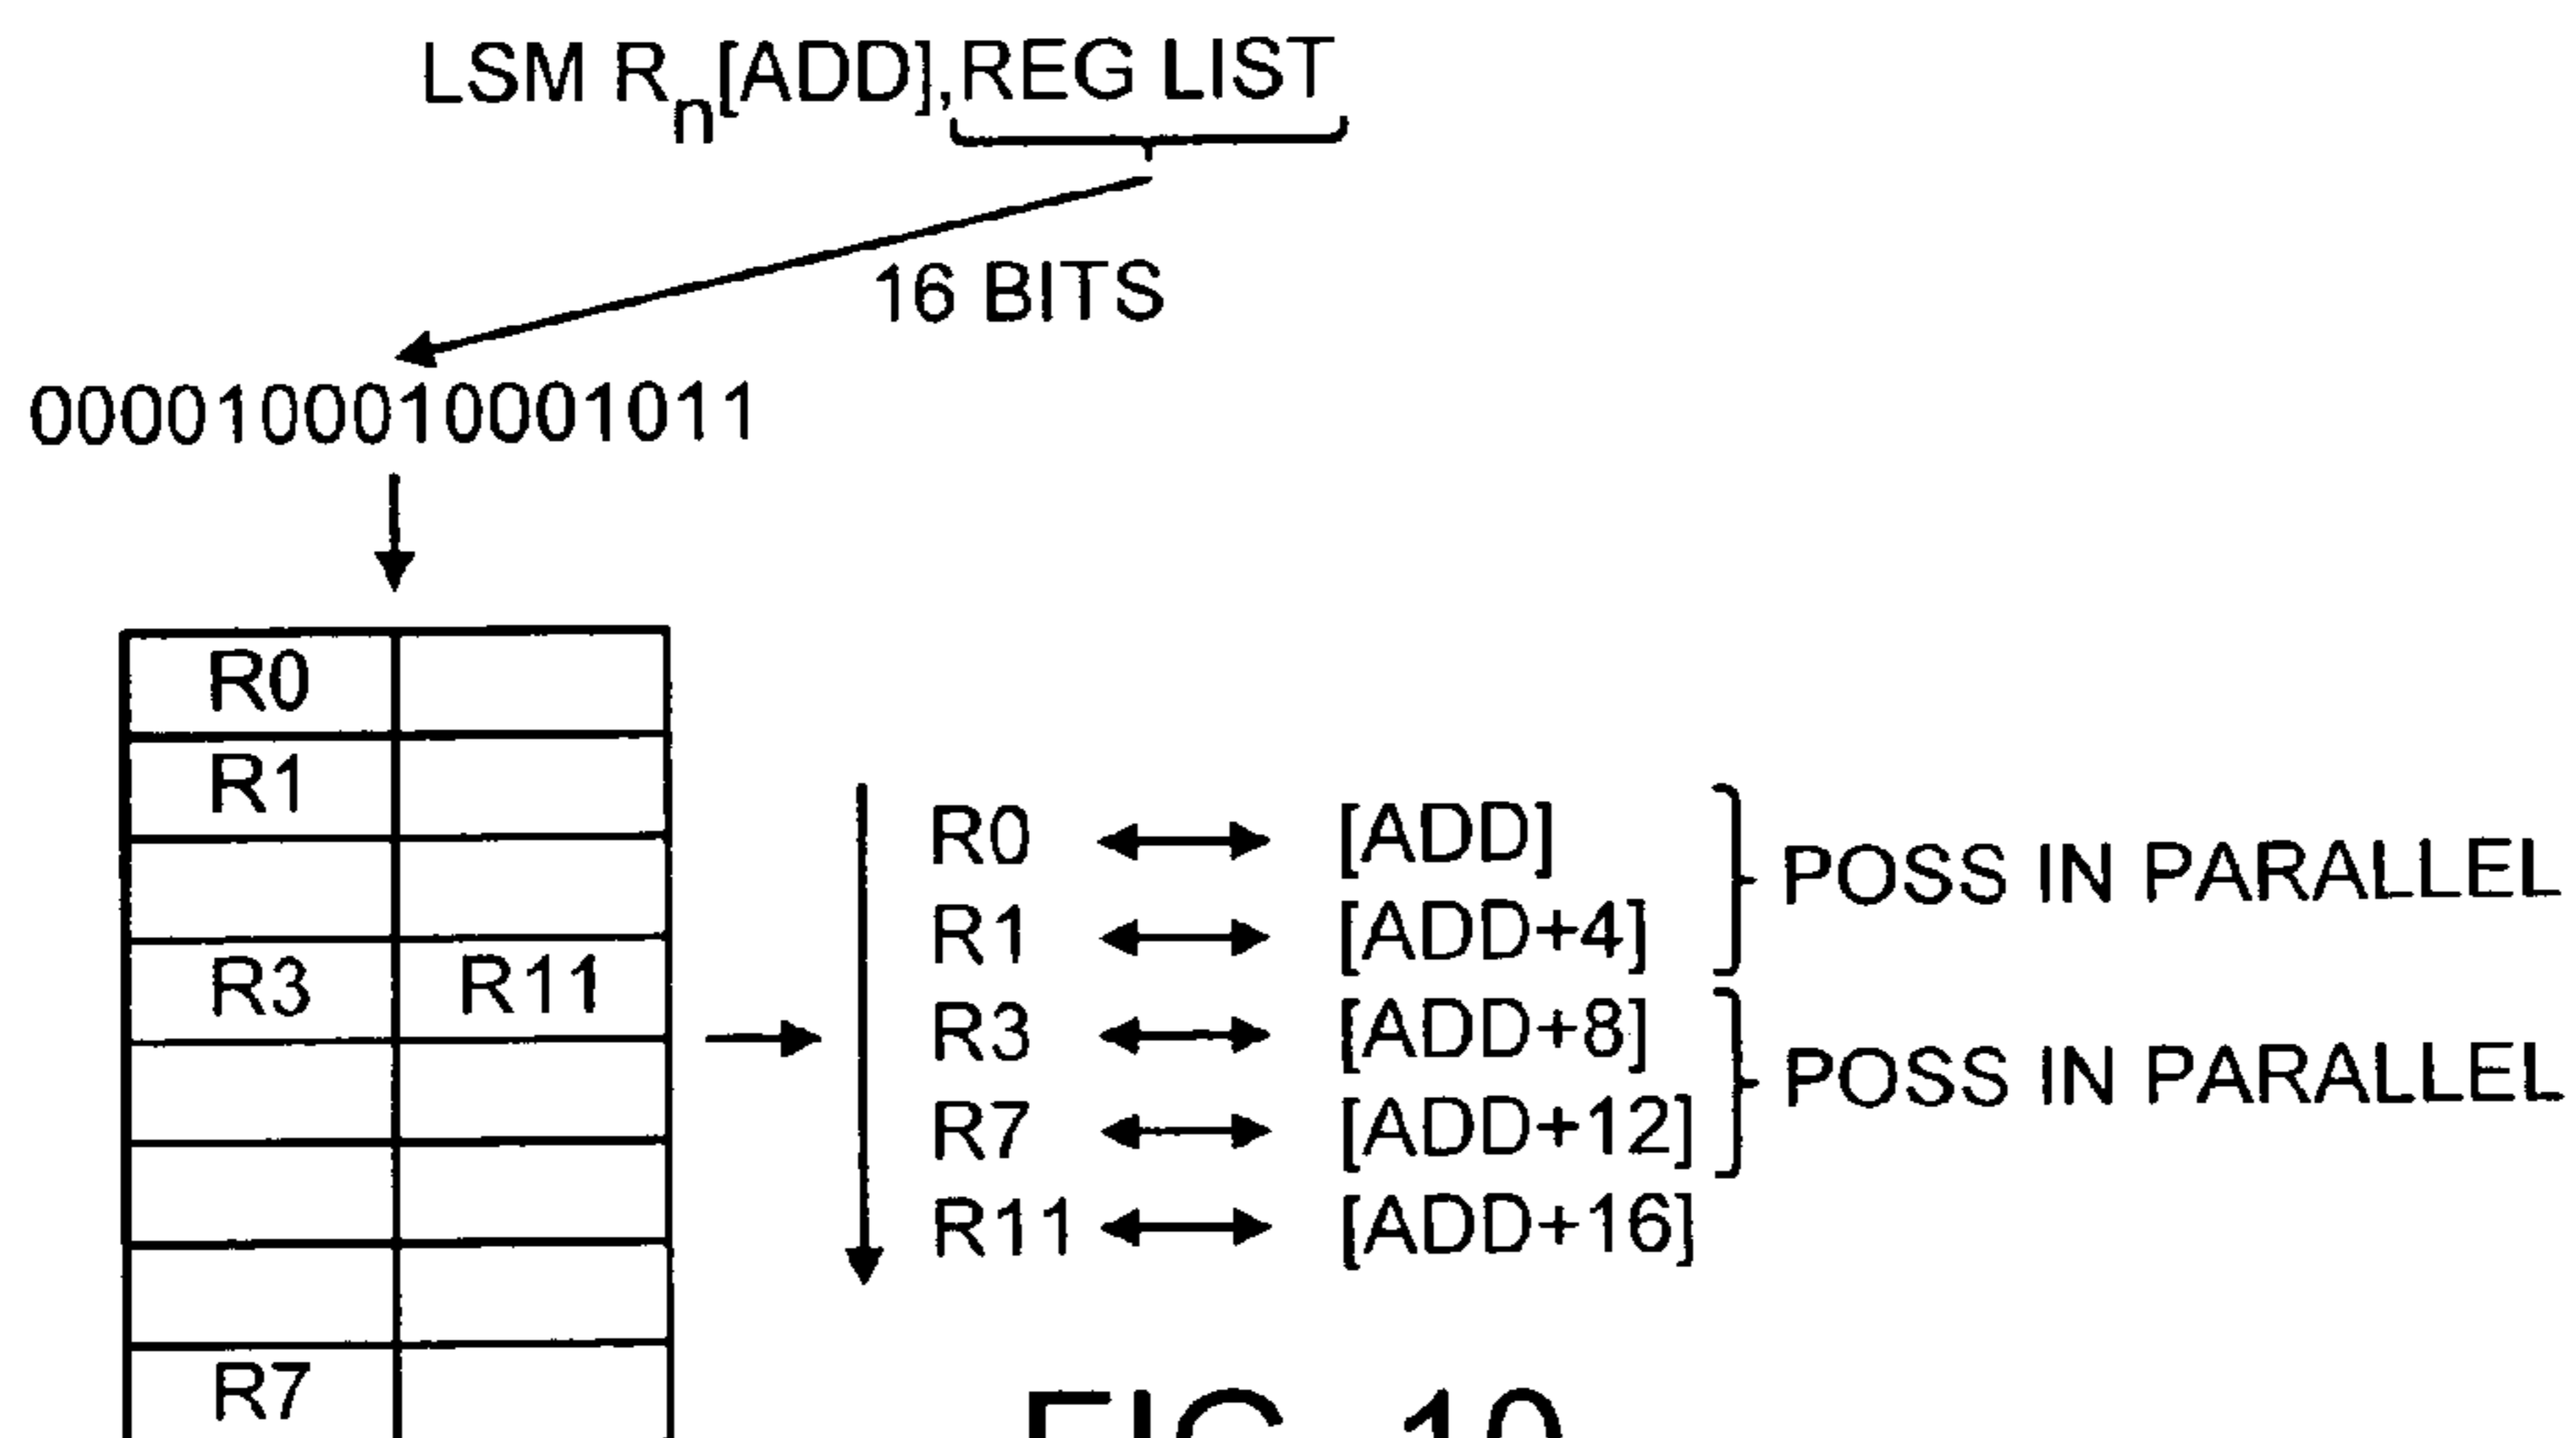 LSM Rn[ADD],REG LIST
16 BITS
0000100010001011
R0
R1
R3 R11
R7
R0 [ADD]
R1 [ADD+4]
POSS IN PARALLEL
R3 [ADD+8]
R7 [ADD+12]
POSS IN PARALLEL
R11 [ADD+16]